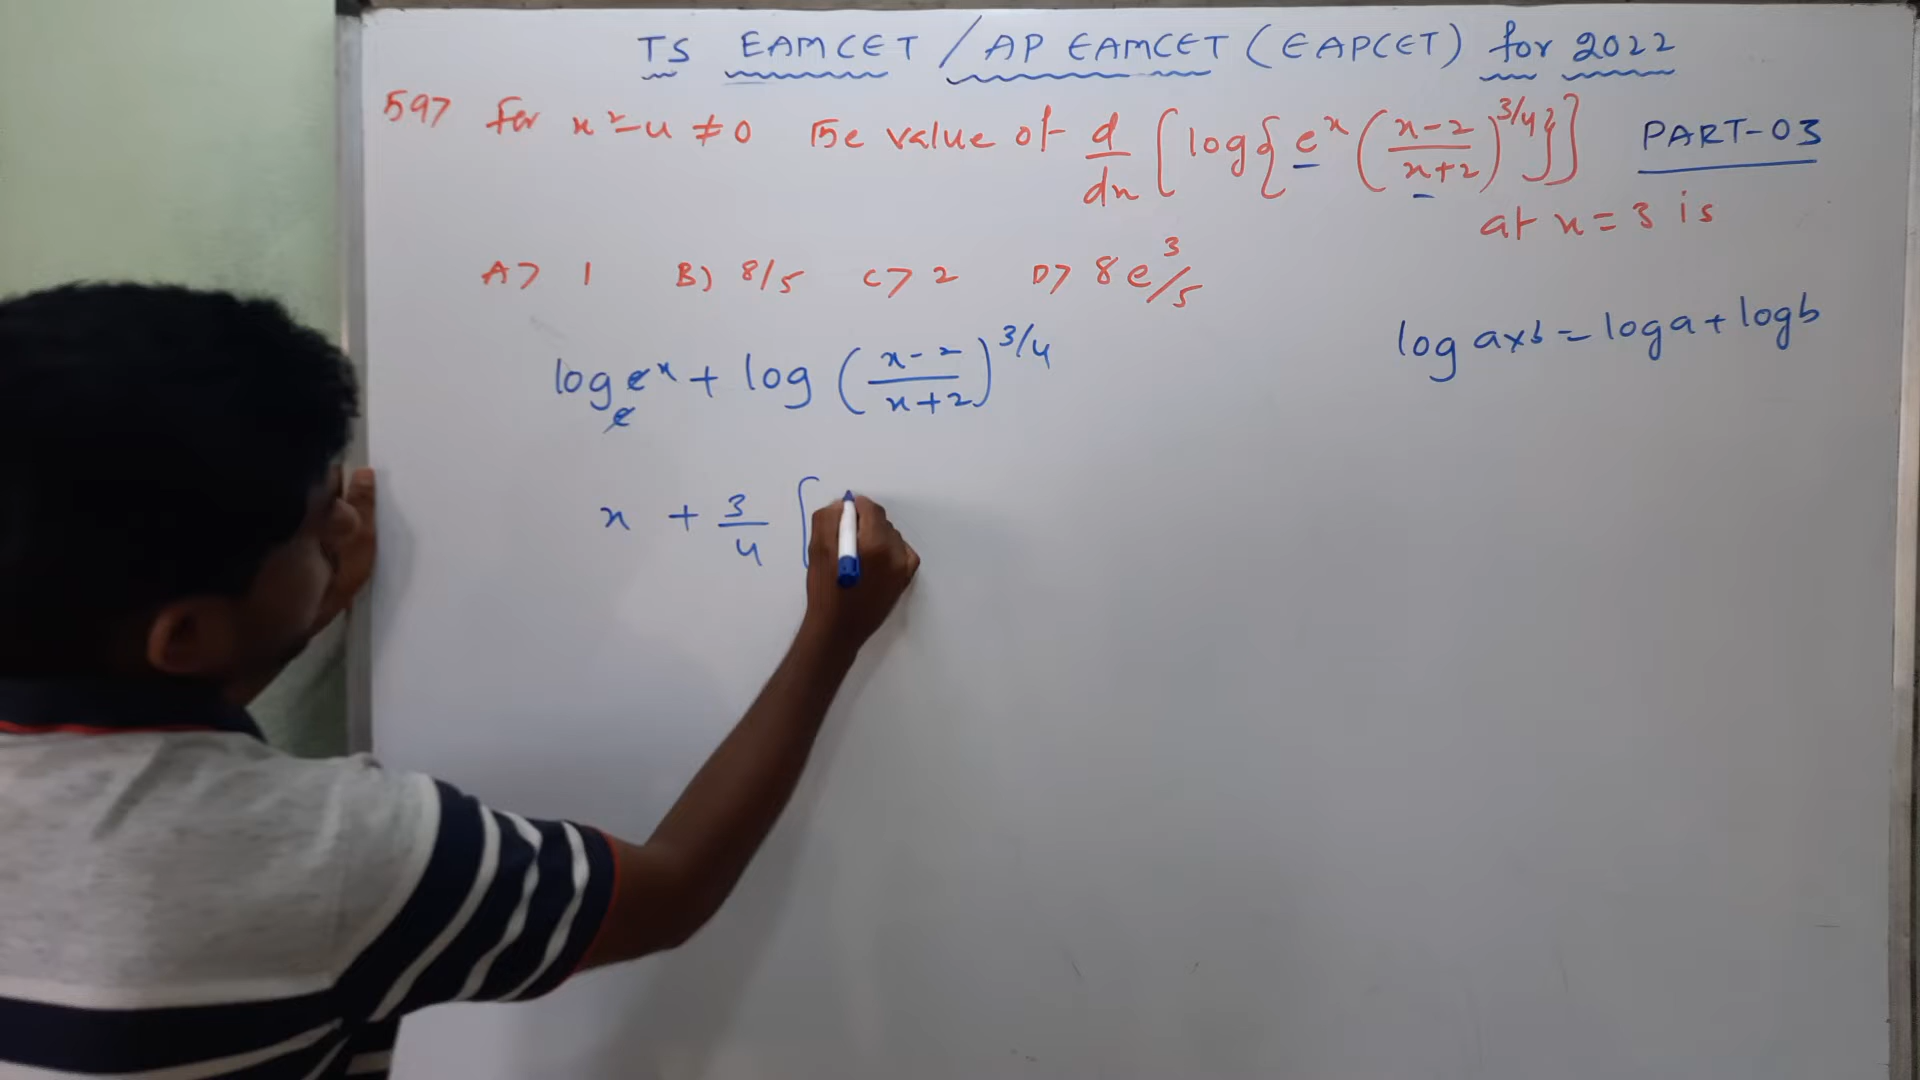 TS EAMCET / AP EAMCET (EAPCET) for 2022
597 For x²-4 ≠ 0 The value of d/dx [log{e^x ((x-2)/(x+2))^3/4}] PART-03
at x = 3 is
A> 1 B) 8/5 C> 2 D> 8e^3/5
log a×b = log a + log b
log_e e^x + log ((x-2)/(x+2))^3/4
x + 3/4 [